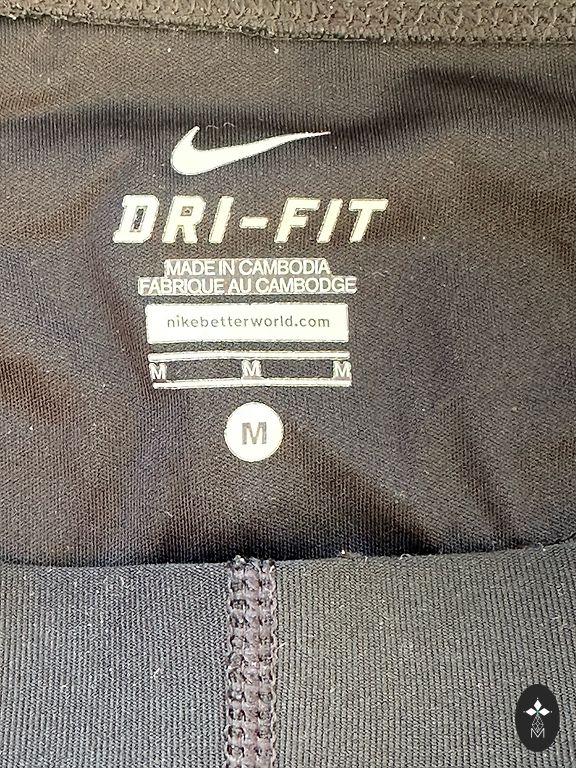 DRI-FIT
MADE IN CAMBODIA
FABRIQUE AU CAMBODGE
nikebetterworld.com
M M M
M
M